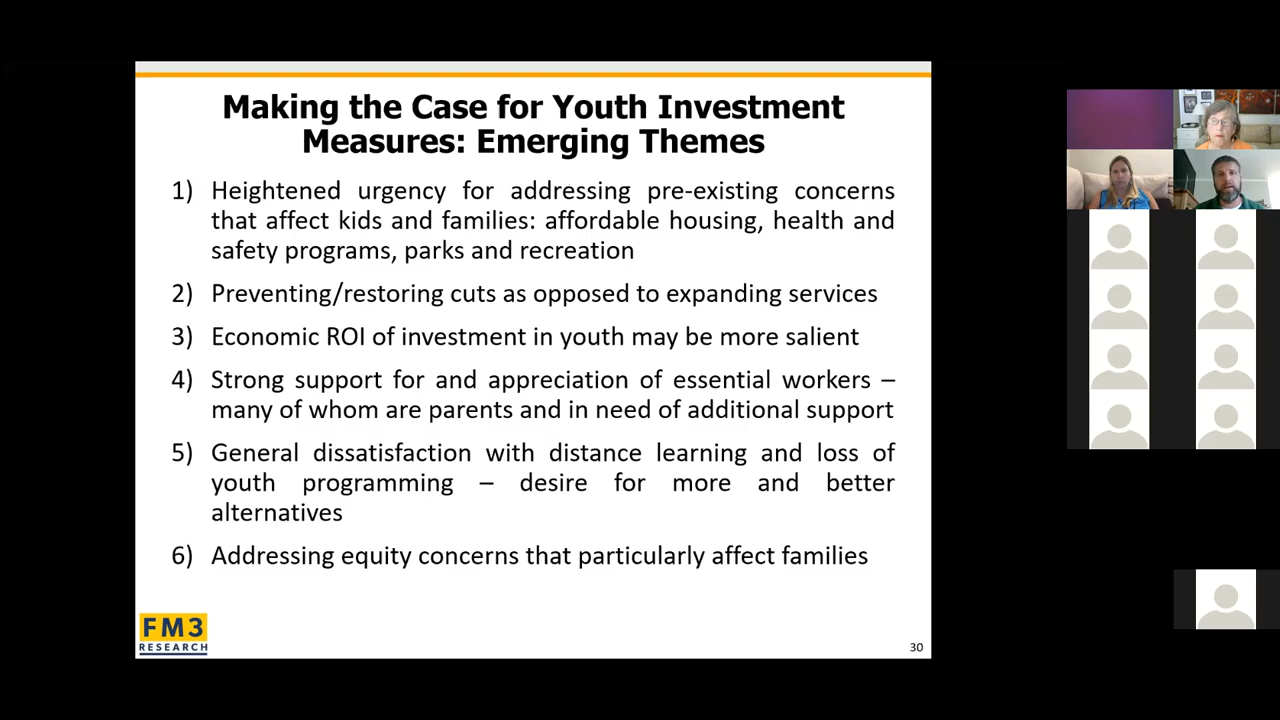 Making the Case for Youth Investment
Measures: Emerging Themes
1) Heightened urgency for addressing pre-existing concerns
that affect kids and families: affordable housing, health and
safety programs, parks and recreation
2) Preventing/restoring cuts as opposed to expanding services
3) Economic ROI of investment in youth may be more salient
4) Strong support for and appreciation of essential workers –
many of whom are parents and in need of additional support
5) General dissatisfaction with distance learning and loss of
youth programming – desire for more and better
alternatives
6) Addressing equity concerns that particularly affect families
FM3
RESEARCH
30